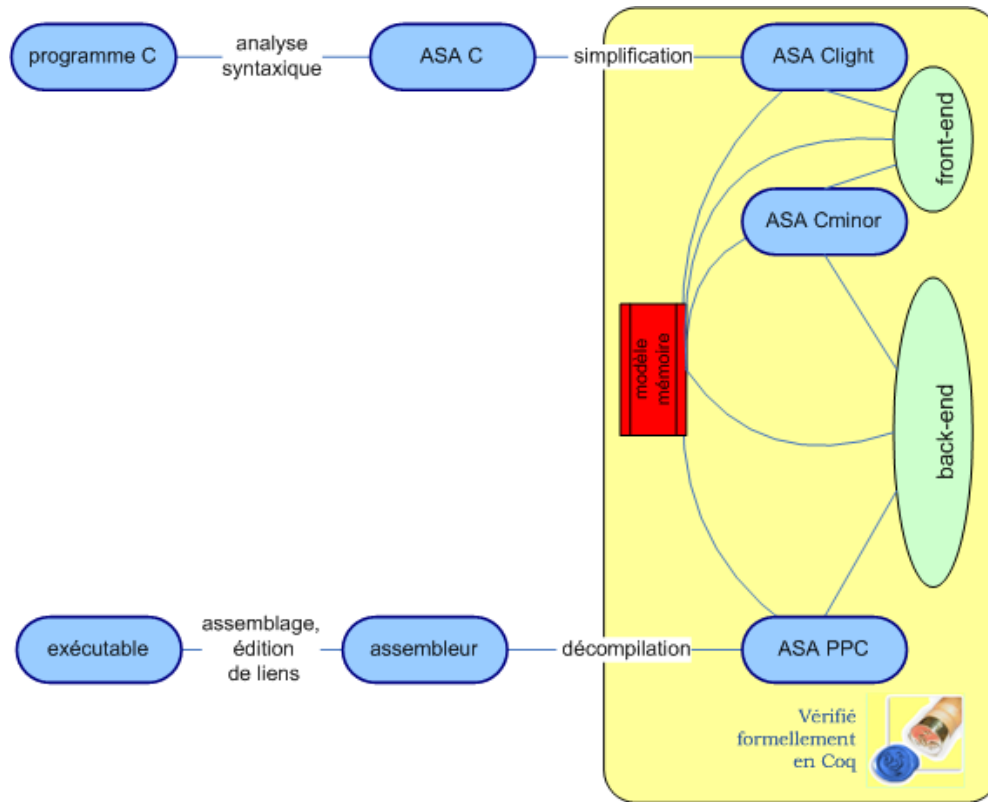 programme C
analyse
syntaxique
ASA C
simplification
ASA Clight
front-end
ASA Cminor
modèle
mémoire
back-end
exécutable
assemblage,
édition
de liens
assembleur
décompilation
ASA PPC
Vérifié
formellement
en Coq